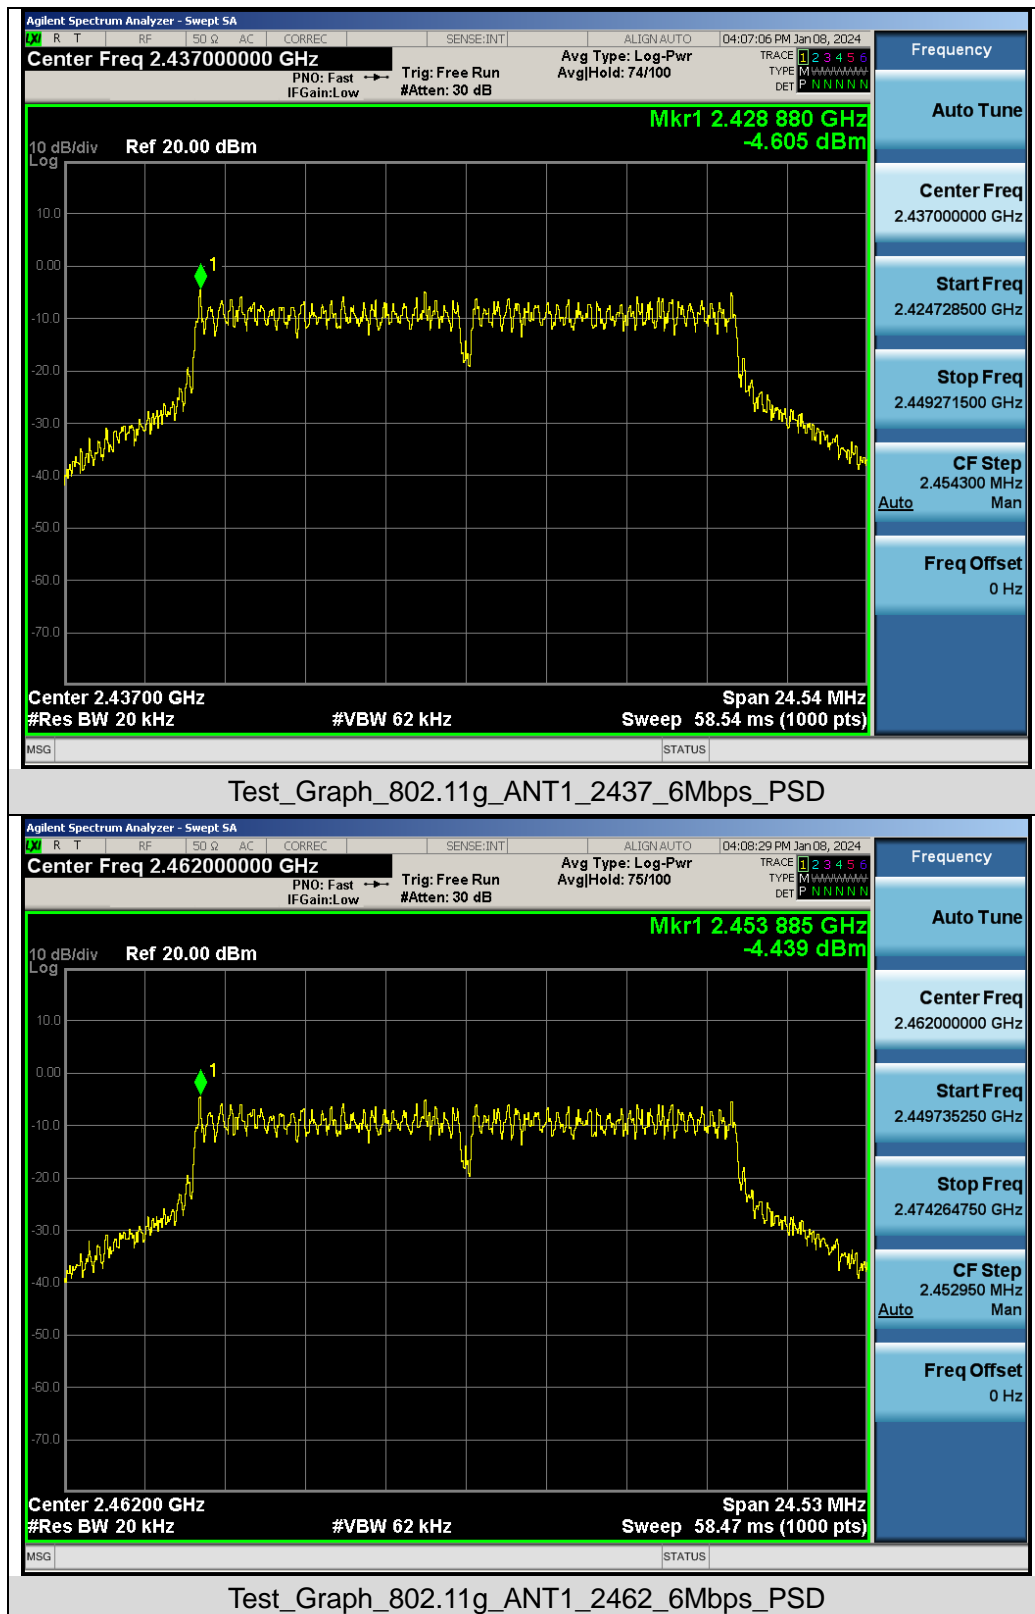 Agilent Spectrum Analyzer - Swept SA
LXI R T RF 50 Ω AC CORREC SENSE:INT ALIGN AUTO 04:07:06 PM Jan 08, 2024
Center Freq 2.437000000 GHz
PNO: Fast
IFGain:Low
Trig: Free Run
#Atten: 30 dB
Avg Type: Log-Pwr
Avg|Hold: 74/100
TRACE 1 2 3 4 5 6
TYPE M
DET P N N N N N
Frequency
Mkr1 2.428 880 GHz
-4.605 dBm
10 dB/div
Log
Ref 20.00 dBm
10.0
0.00
-10.0
-20.0
-30.0
-40.0
-50.0
-60.0
-70.0
1
Center 2.43700 GHz
Span 24.54 MHz
#Res BW 20 kHz
#VBW 62 kHz
Sweep 58.54 ms (1000 pts)
MSG
STATUS
Auto Tune
Center Freq
2.437000000 GHz
Start Freq
2.424728500 GHz
Stop Freq
2.449271500 GHz
CF Step
2.454300 MHz
Auto Man
Freq Offset
0 Hz
Test_Graph_802.11g_ANT1_2437_6Mbps_PSD
Agilent Spectrum Analyzer - Swept SA
LXI R T RF 50 Ω AC CORREC SENSE:INT ALIGN AUTO 04:08:29 PM Jan 08, 2024
Center Freq 2.462000000 GHz
PNO: Fast
IFGain:Low
Trig: Free Run
#Atten: 30 dB
Avg Type: Log-Pwr
Avg|Hold: 75/100
TRACE 1 2 3 4 5 6
TYPE M
DET P N N N N N
Frequency
Mkr1 2.453 885 GHz
-4.439 dBm
10 dB/div
Log
Ref 20.00 dBm
10.0
0.00
-10.0
-20.0
-30.0
-40.0
-50.0
-60.0
-70.0
1
Center 2.46200 GHz
Span 24.53 MHz
#Res BW 20 kHz
#VBW 62 kHz
Sweep 58.47 ms (1000 pts)
MSG
STATUS
Auto Tune
Center Freq
2.462000000 GHz
Start Freq
2.449735250 GHz
Stop Freq
2.474264750 GHz
CF Step
2.452950 MHz
Auto Man
Freq Offset
0 Hz
Test_Graph_802.11g_ANT1_2462_6Mbps_PSD